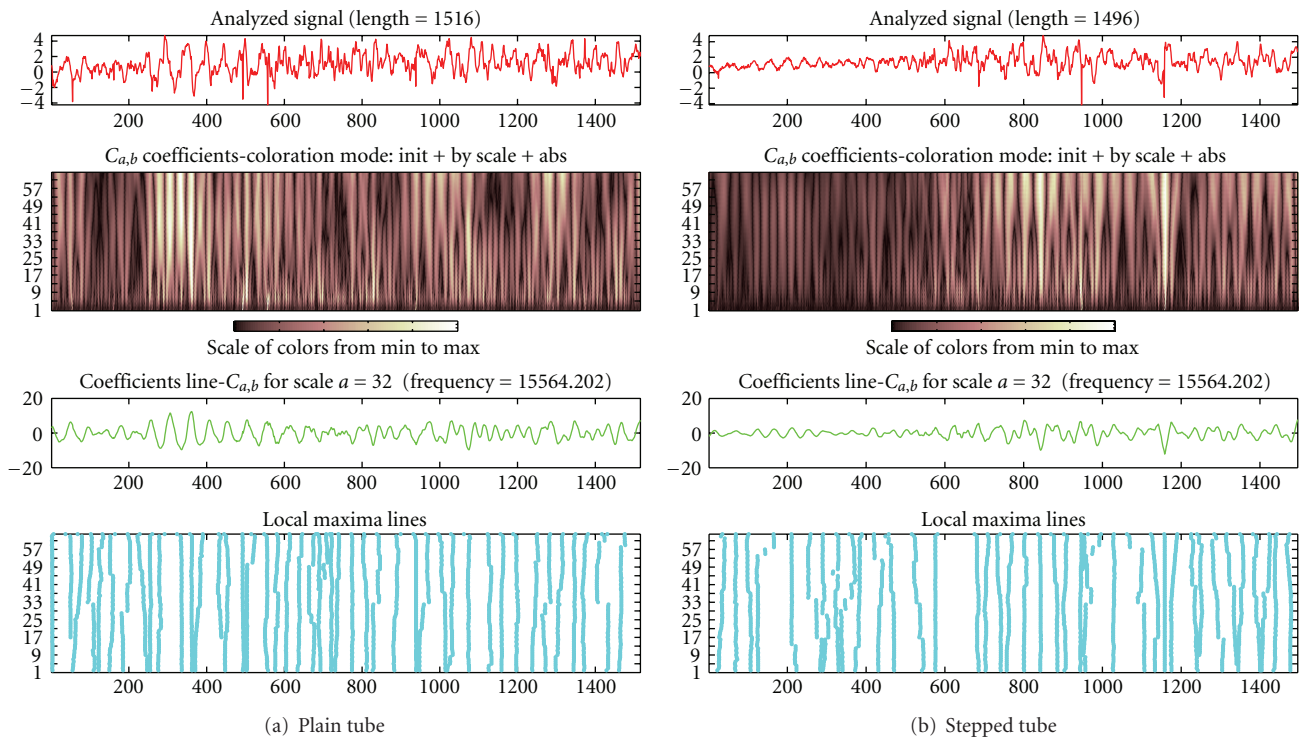 Analyzed signal (length = 1516)
4
2
0
−2
−4
200 400 600 800 1000 1200 1400
C_{a,b} coefficients-coloration mode: init + by scale + abs
57
49
41
33
25
17
9
1
Scale of colors from min to max
Coefficients line-C_{a,b} for scale a = 32 (frequency = 15564.202)
20
0
−20
200 400 600 800 1000 1200 1400
Local maxima lines
57
49
41
33
25
17
9
1
200 400 600 800 1000 1200 1400
(a) Plain tube
Analyzed signal (length = 1496)
4
2
0
−2
−4
200 400 600 800 1000 1200 1400
C_{a,b} coefficients-coloration mode: init + by scale + abs
57
49
41
33
25
17
9
1
Scale of colors from min to max
Coefficients line-C_{a,b} for scale a = 32 (frequency = 15564.202)
20
0
−20
200 400 600 800 1000 1200 1400
Local maxima lines
57
49
41
33
25
17
9
1
200 400 600 800 1000 1200 1400
(b) Stepped tube